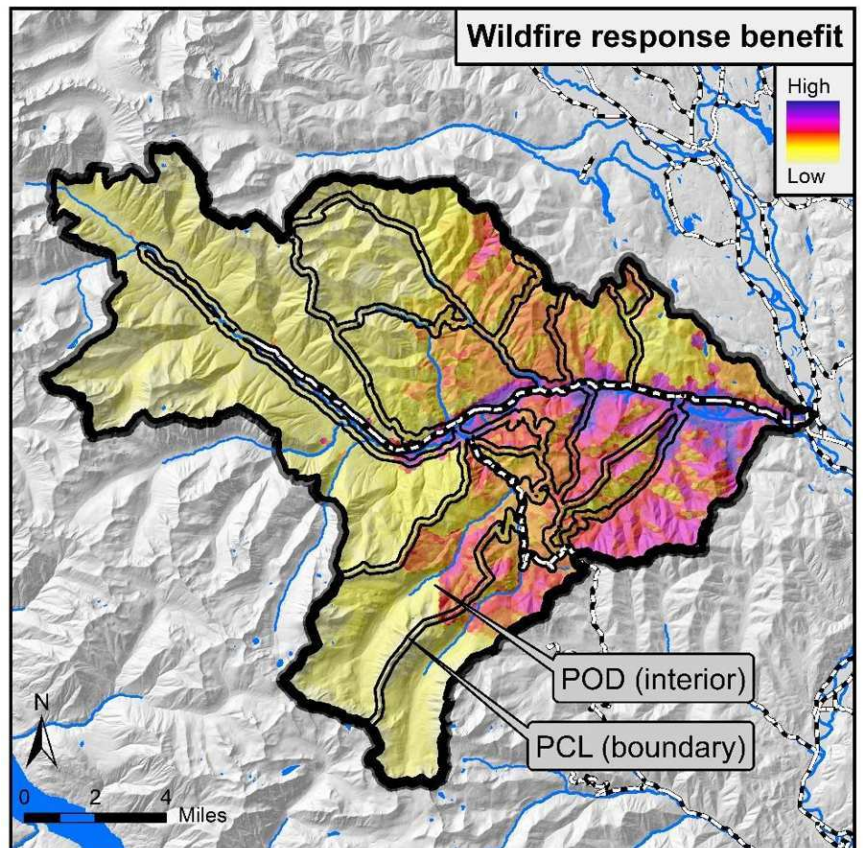 Wildfire response benefit
High
Low
POD (interior)
PCL (boundary)
N
0 2 4
Miles